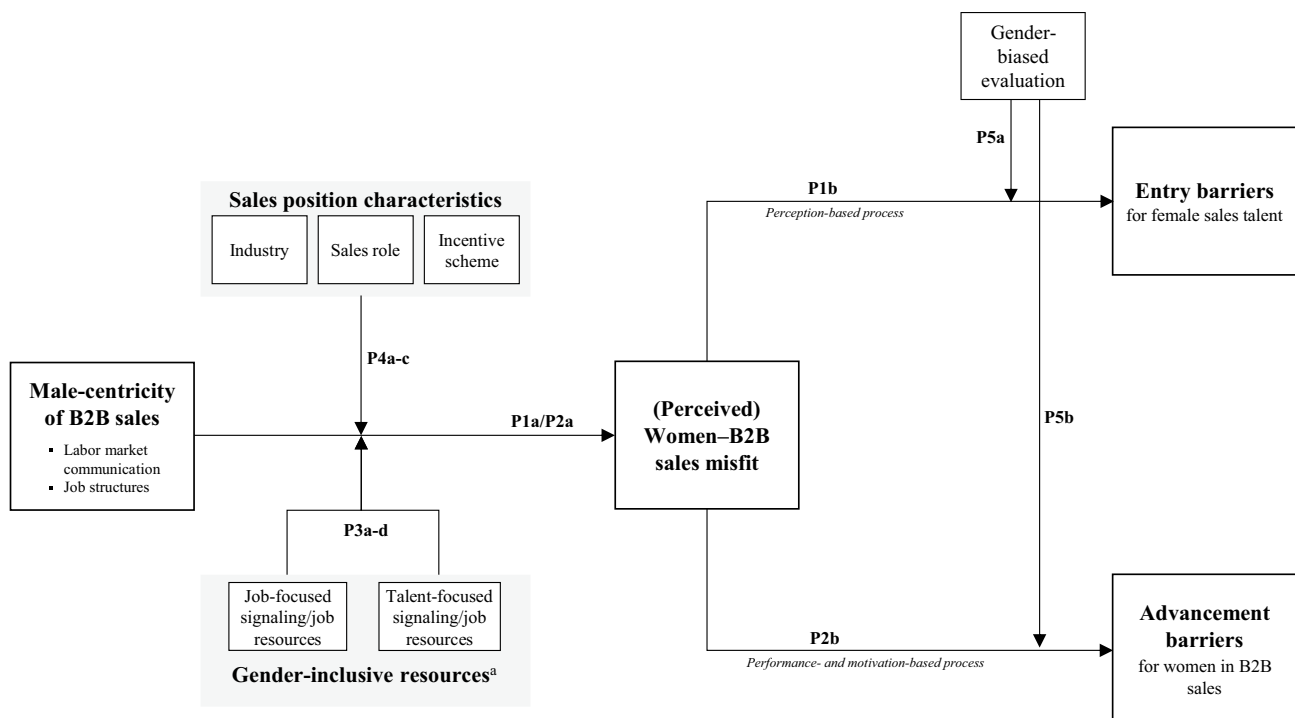 Gender-
biased
evaluation
P5a
P1b
Perception-based process
Entry barriers
for female sales talent
Sales position characteristics
Industry
Sales role
Incentive
scheme
P4a-c
Male-centricity
of B2B sales
▪ Labor market
communication
▪ Job structures
P1a/P2a
(Perceived)
Women–B2B
sales misfit
P5b
P3a-d
Job-focused
signaling/job
resources
Talent-focused
signaling/job
resources
Gender-inclusive resourcesᵃ
P2b
Performance- and motivation-based process
Advancement
barriers
for women in B2B
sales